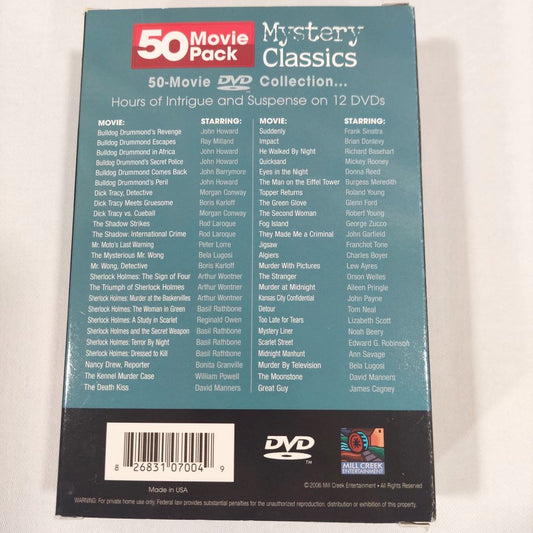 50 Movie Pack Mystery Classics
50-Movie DVD Collection...
Hours of Intrigue and Suspense on 12 DVDs
MOVIE: STARRING:
Bulldog Drummond's Revenge John Howard
Bulldog Drummond Escapes Ray Milland
Bulldog Drummond in Africa John Howard
Bulldog Drummond's Secret Police John Howard
Bulldog Drummond Comes Back John Barrymore
Bulldog Drummond's Peril John Howard
Dick Tracy, Detective Morgan Conway
Dick Tracy Meets Gruesome Boris Karloff
Dick Tracy vs. Cueball Morgan Conway
The Shadow Strikes Rod Laroque
The Shadow: International Crime Rod Laroque
Mr. Moto's Last Warning Peter Lorre
The Mysterious Mr. Wong Bela Lugosi
Mr. Wong, Detective Boris Karloff
Sherlock Holmes: The Sign of Four Arthur Wontner
The Triumph of Sherlock Holmes Arthur Wontner
Sherlock Holmes: Murder at the Baskervilles Arthur Wontner
Sherlock Holmes: The Woman in Green Basil Rathbone
Sherlock Holmes: A Study in Scarlet Reginald Owen
Sherlock Holmes and the Secret Weapon Basil Rathbone
Sherlock Holmes: Terror By Night Basil Rathbone
Sherlock Holmes: Dressed to Kill Basil Rathbone
Nancy Drew, Reporter Bonita Granville
The Kennel Murder Case William Powell
The Death Kiss David Manners
MOVIE: STARRING:
Suddenly Frank Sinatra
Impact Brian Donlevy
He Walked By Night Richard Basehart
Quicksand Mickey Rooney
Eyes in the Night Donna Reed
The Man on the Eiffel Tower Burgess Meredith
Topper Returns Roland Young
The Green Glove Glenn Ford
The Second Woman Robert Young
Fog Island George Zucco
They Made Me a Criminal John Garfield
Jigsaw Franchot Tone
Algiers Charles Boyer
Murder With Pictures Lew Ayres
The Stranger Orson Welles
Murder at Midnight Aileen Pringle
Kansas City Confidential John Payne
Detour Tom Neal
Too Late for Tears Lizabeth Scott
Mystery Liner Noah Beery
Scarlet Street Edward G. Robinson
Midnight Manhunt Ann Savage
Murder By Television Bela Lugosi
The Moonstone David Manners
Great Guy James Cagney
8 26831 07004 9
DVD TM
MILL CREEK
ENTERTAINMENT
Made in USA
© 2006 Mill Creek Entertainment • All Rights Reserved
WARNING: For private home use only. Federal law provides substantial penalties for the unauthorized reproduction, distribution or exhibition of this property.